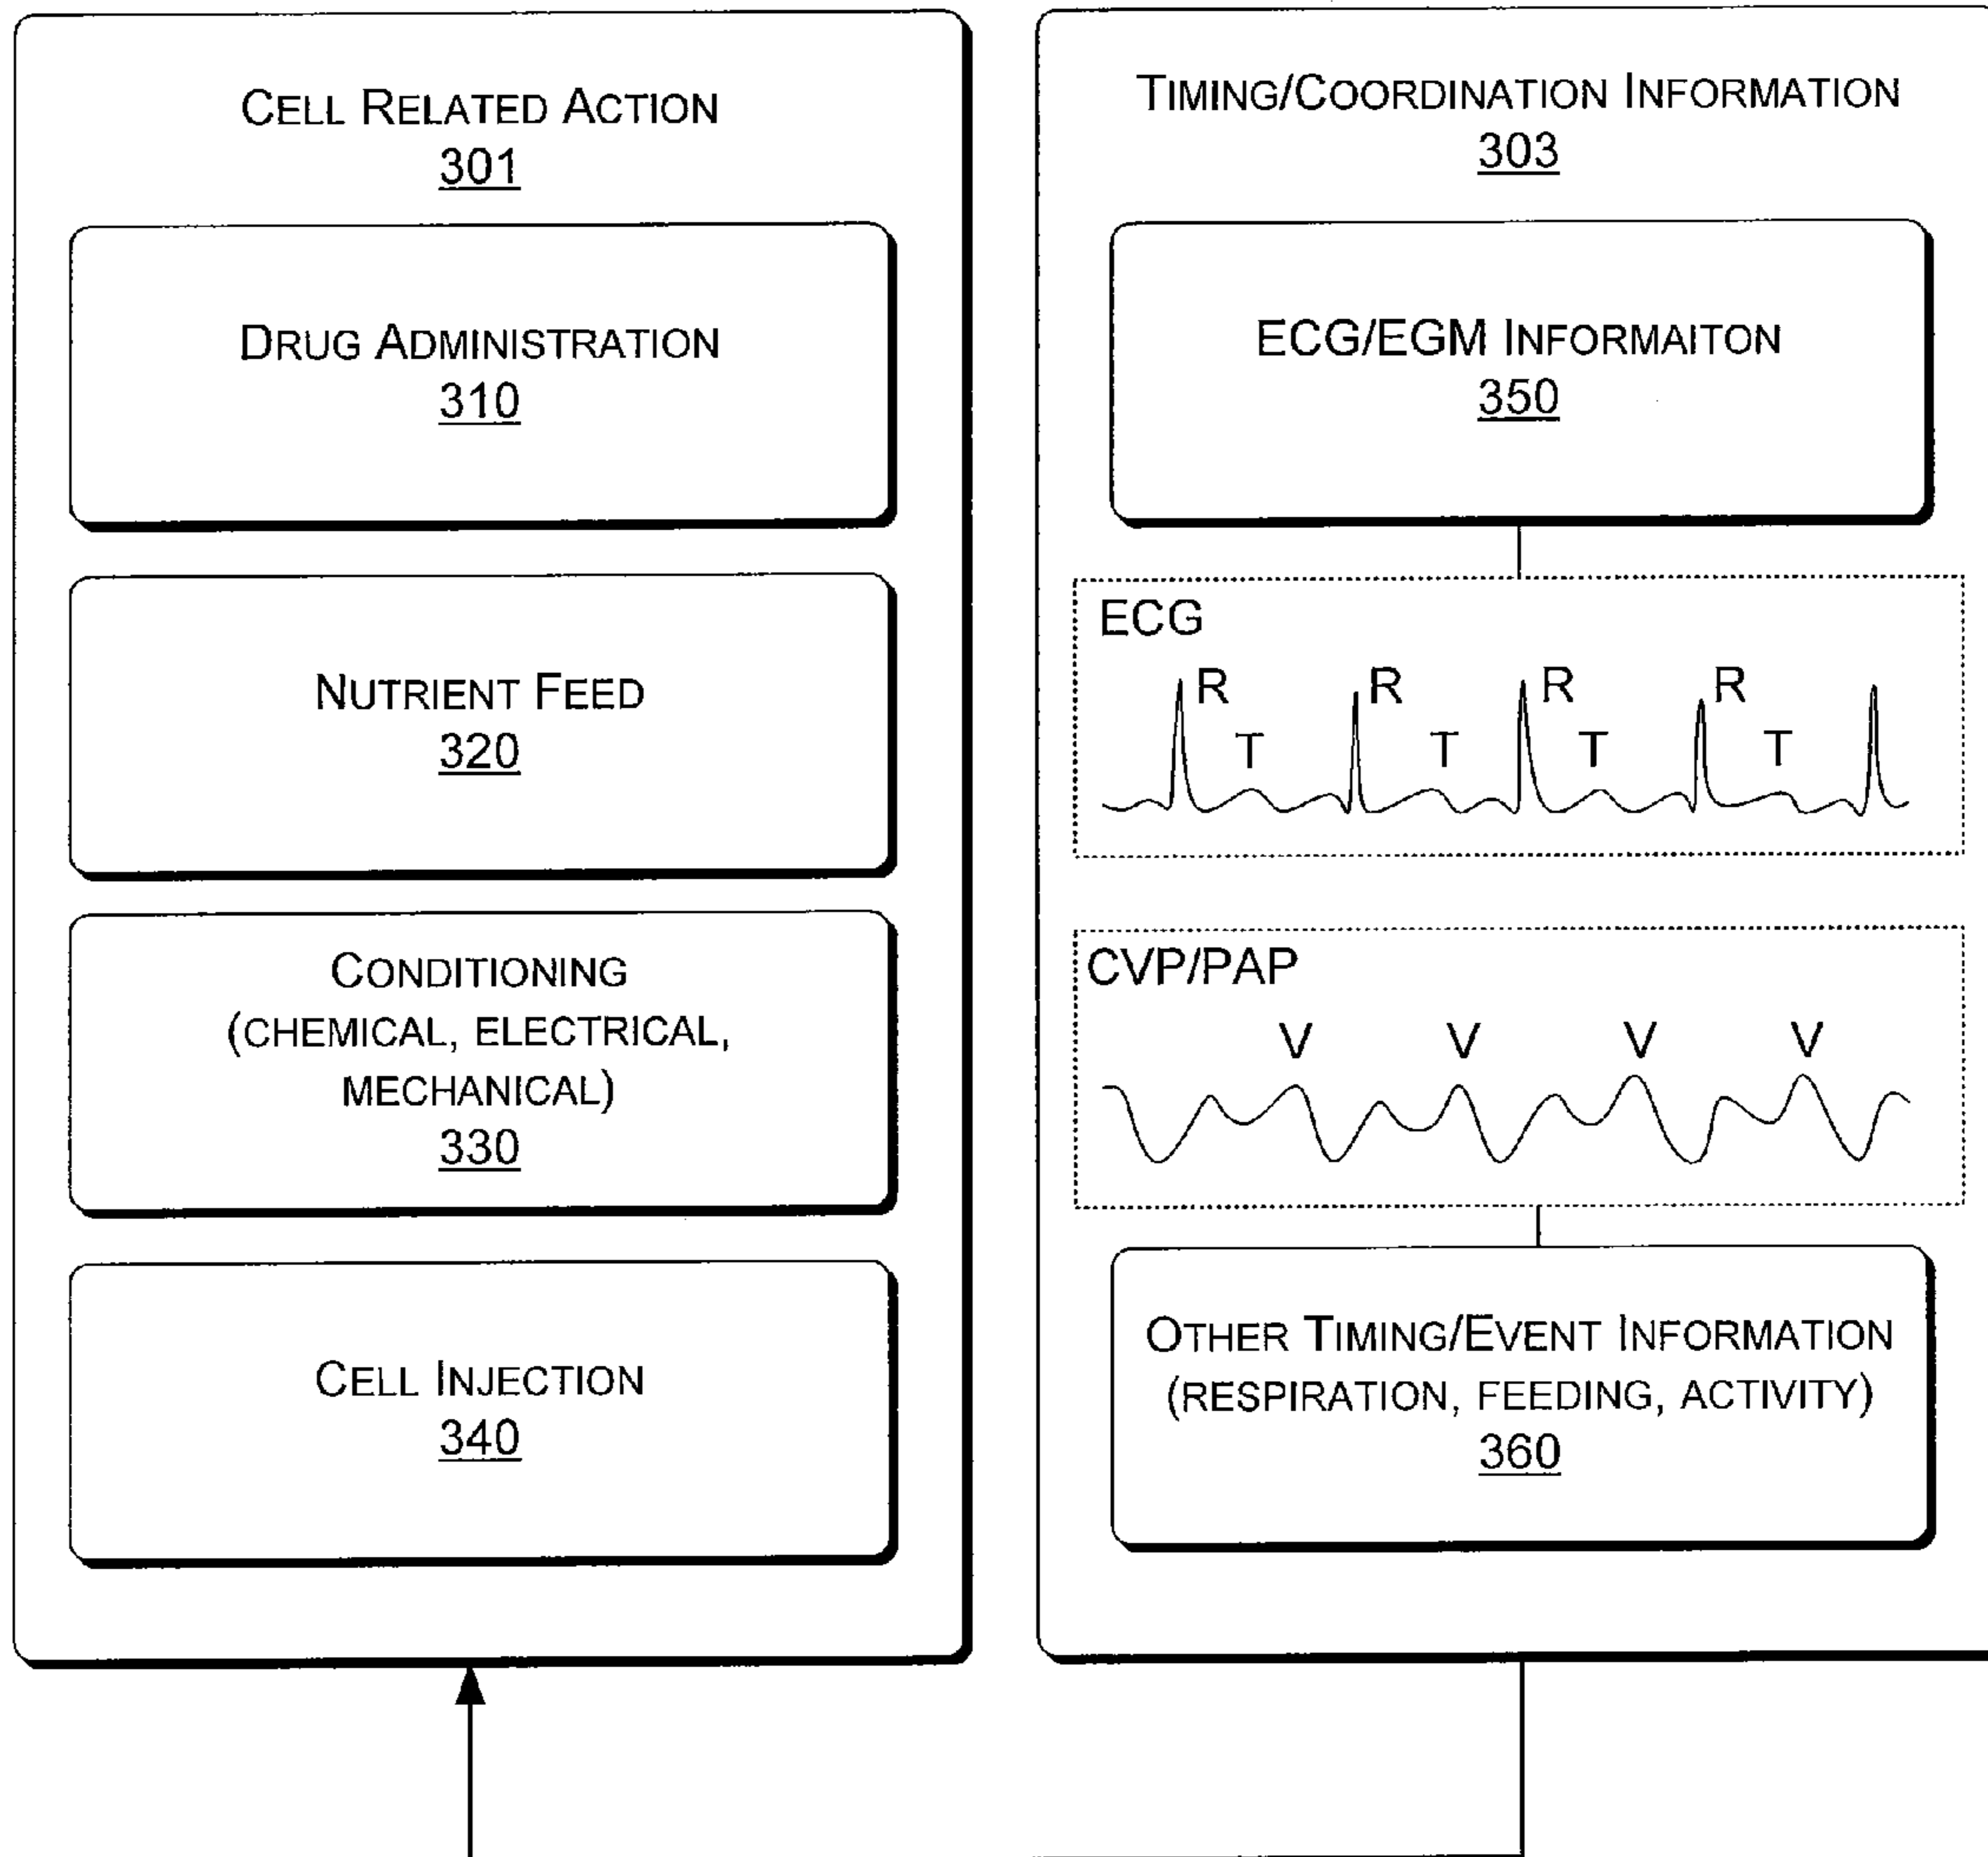 CELL RELATED ACTION
301
DRUG ADMINISTRATION
310
NUTRIENT FEED
320
CONDITIONING
(CHEMICAL, ELECTRICAL,
MECHANICAL)
330
CELL INJECTION
340
TIMING/COORDINATION INFORMATION
303
ECG/EGM INFORMAITON
350
ECG
R R R R
T T T T
CVP/PAP
V V V V
OTHER TIMING/EVENT INFORMATION
(RESPIRATION, FEEDING, ACTIVITY)
360